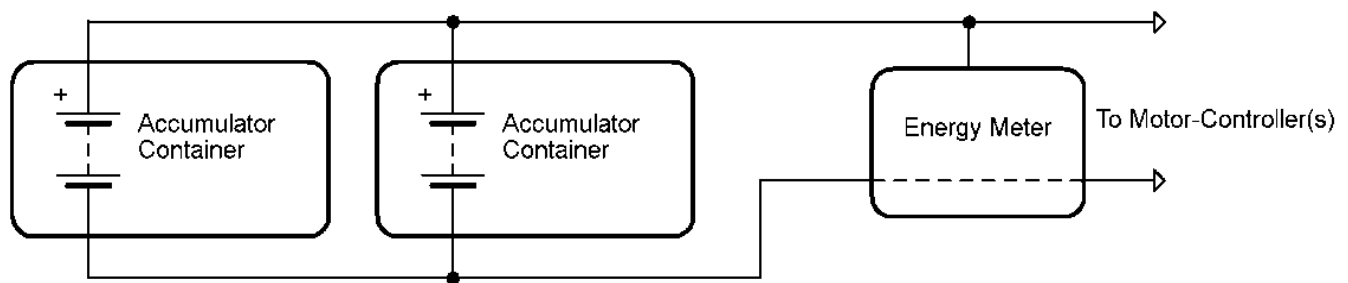 +
Accumulator
Container
+
Accumulator
Container
Energy Meter
To Motor-Controller(s)